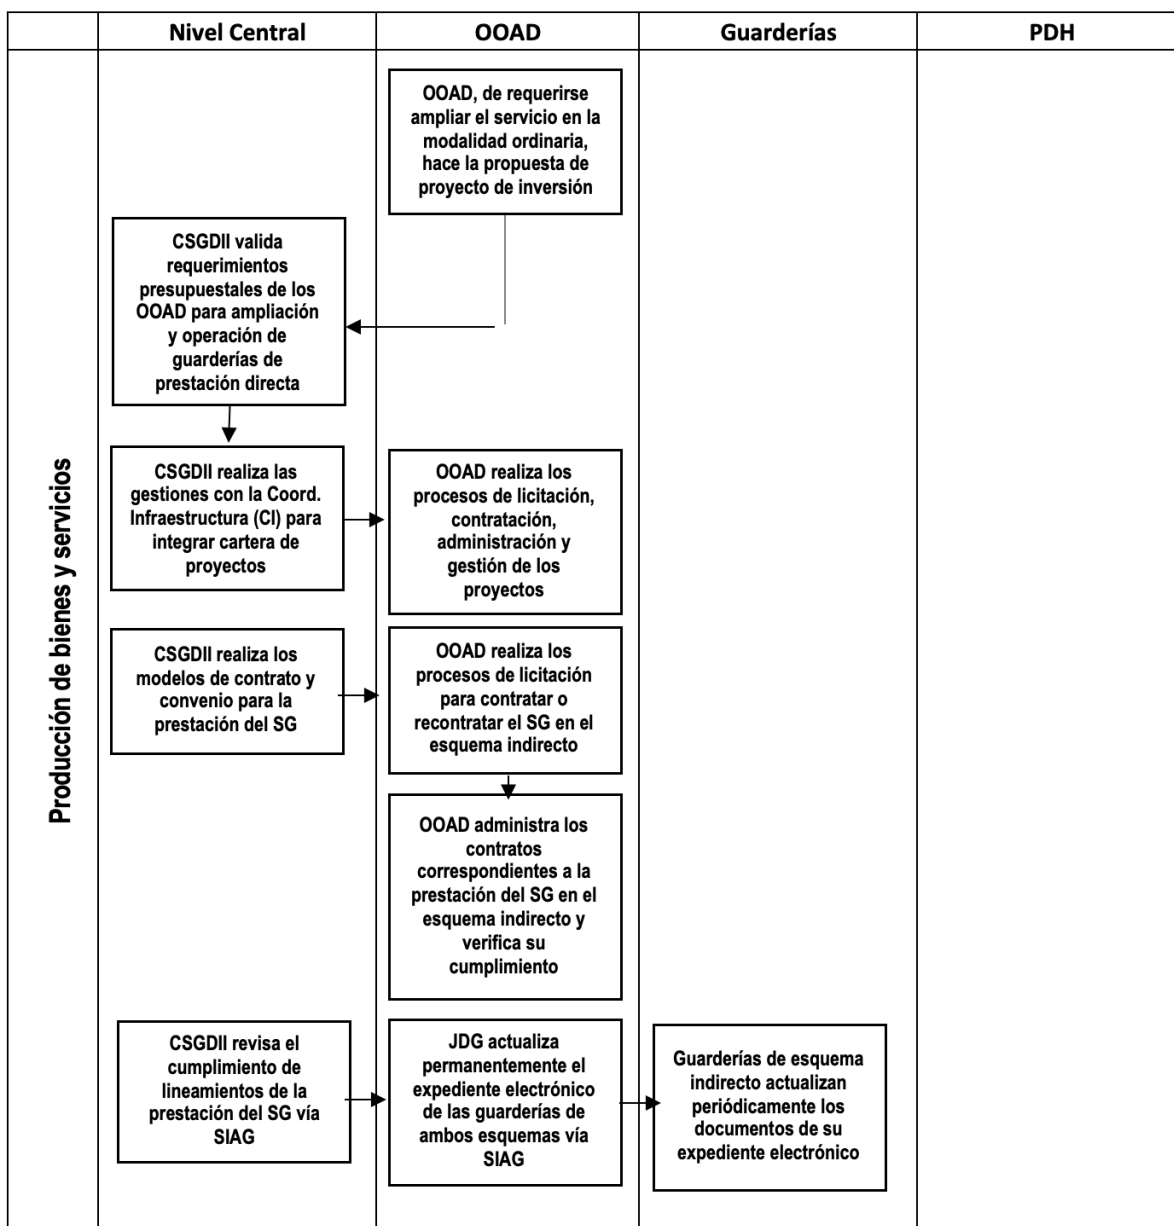 Nivel Central
OOAD
Guarderías
PDH
Producción de bienes y servicios
OOAD, de requerirse
ampliar el servicio en la
modalidad ordinaria,
hace la propuesta de
proyecto de inversión
CSGDII valida
requerimientos
presupuestales de los
OOAD para ampliación
y operación de
guarderías de
prestación directa
CSGDII realiza las
gestiones con la Coord.
Infraestructura (CI) para
integrar cartera de
proyectos
OOAD realiza los
procesos de licitación,
contratación,
administración y
gestión de los
proyectos
CSGDII realiza los
modelos de contrato y
convenio para la
prestación del SG
OOAD realiza los
procesos de licitación
para contratar o
recontratar el SG en el
esquema indirecto
OOAD administra los
contratos
correspondientes a la
prestación del SG en el
esquema indirecto y
verifica su
cumplimiento
CSGDII revisa el
cumplimiento de
lineamientos de la
prestación del SG vía
SIAG
JDG actualiza
permanentemente el
expediente electrónico
de las guarderías de
ambos esquemas vía
SIAG
Guarderías de esquema
indirecto actualizan
periódicamente los
documentos de su
expediente electrónico